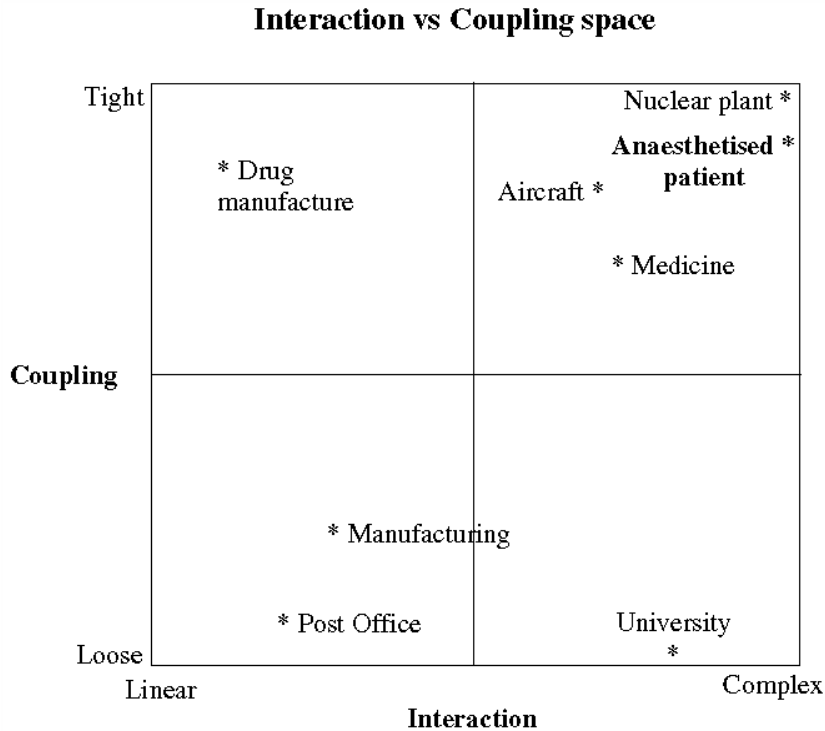 Interaction vs Coupling space
Tight
Nuclear plant *
Anaesthetised *
patient
* Drug
manufacture
Aircraft *
* Medicine
Coupling
* Manufacturing
* Post Office
University
*
Loose
Linear
Complex
Interaction